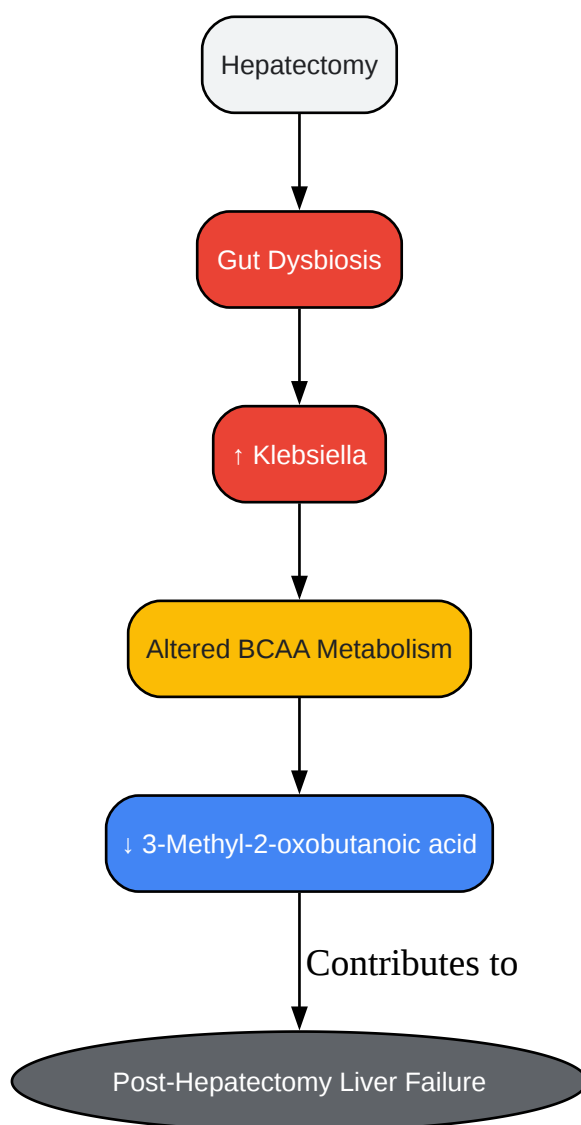 Hepatectomy
Gut Dysbiosis
↑ Klebsiella
Altered BCAA Metabolism
↓ 3-Methyl-2-oxobutanoic acid
Contributes to
Post-Hepatectomy Liver Failure